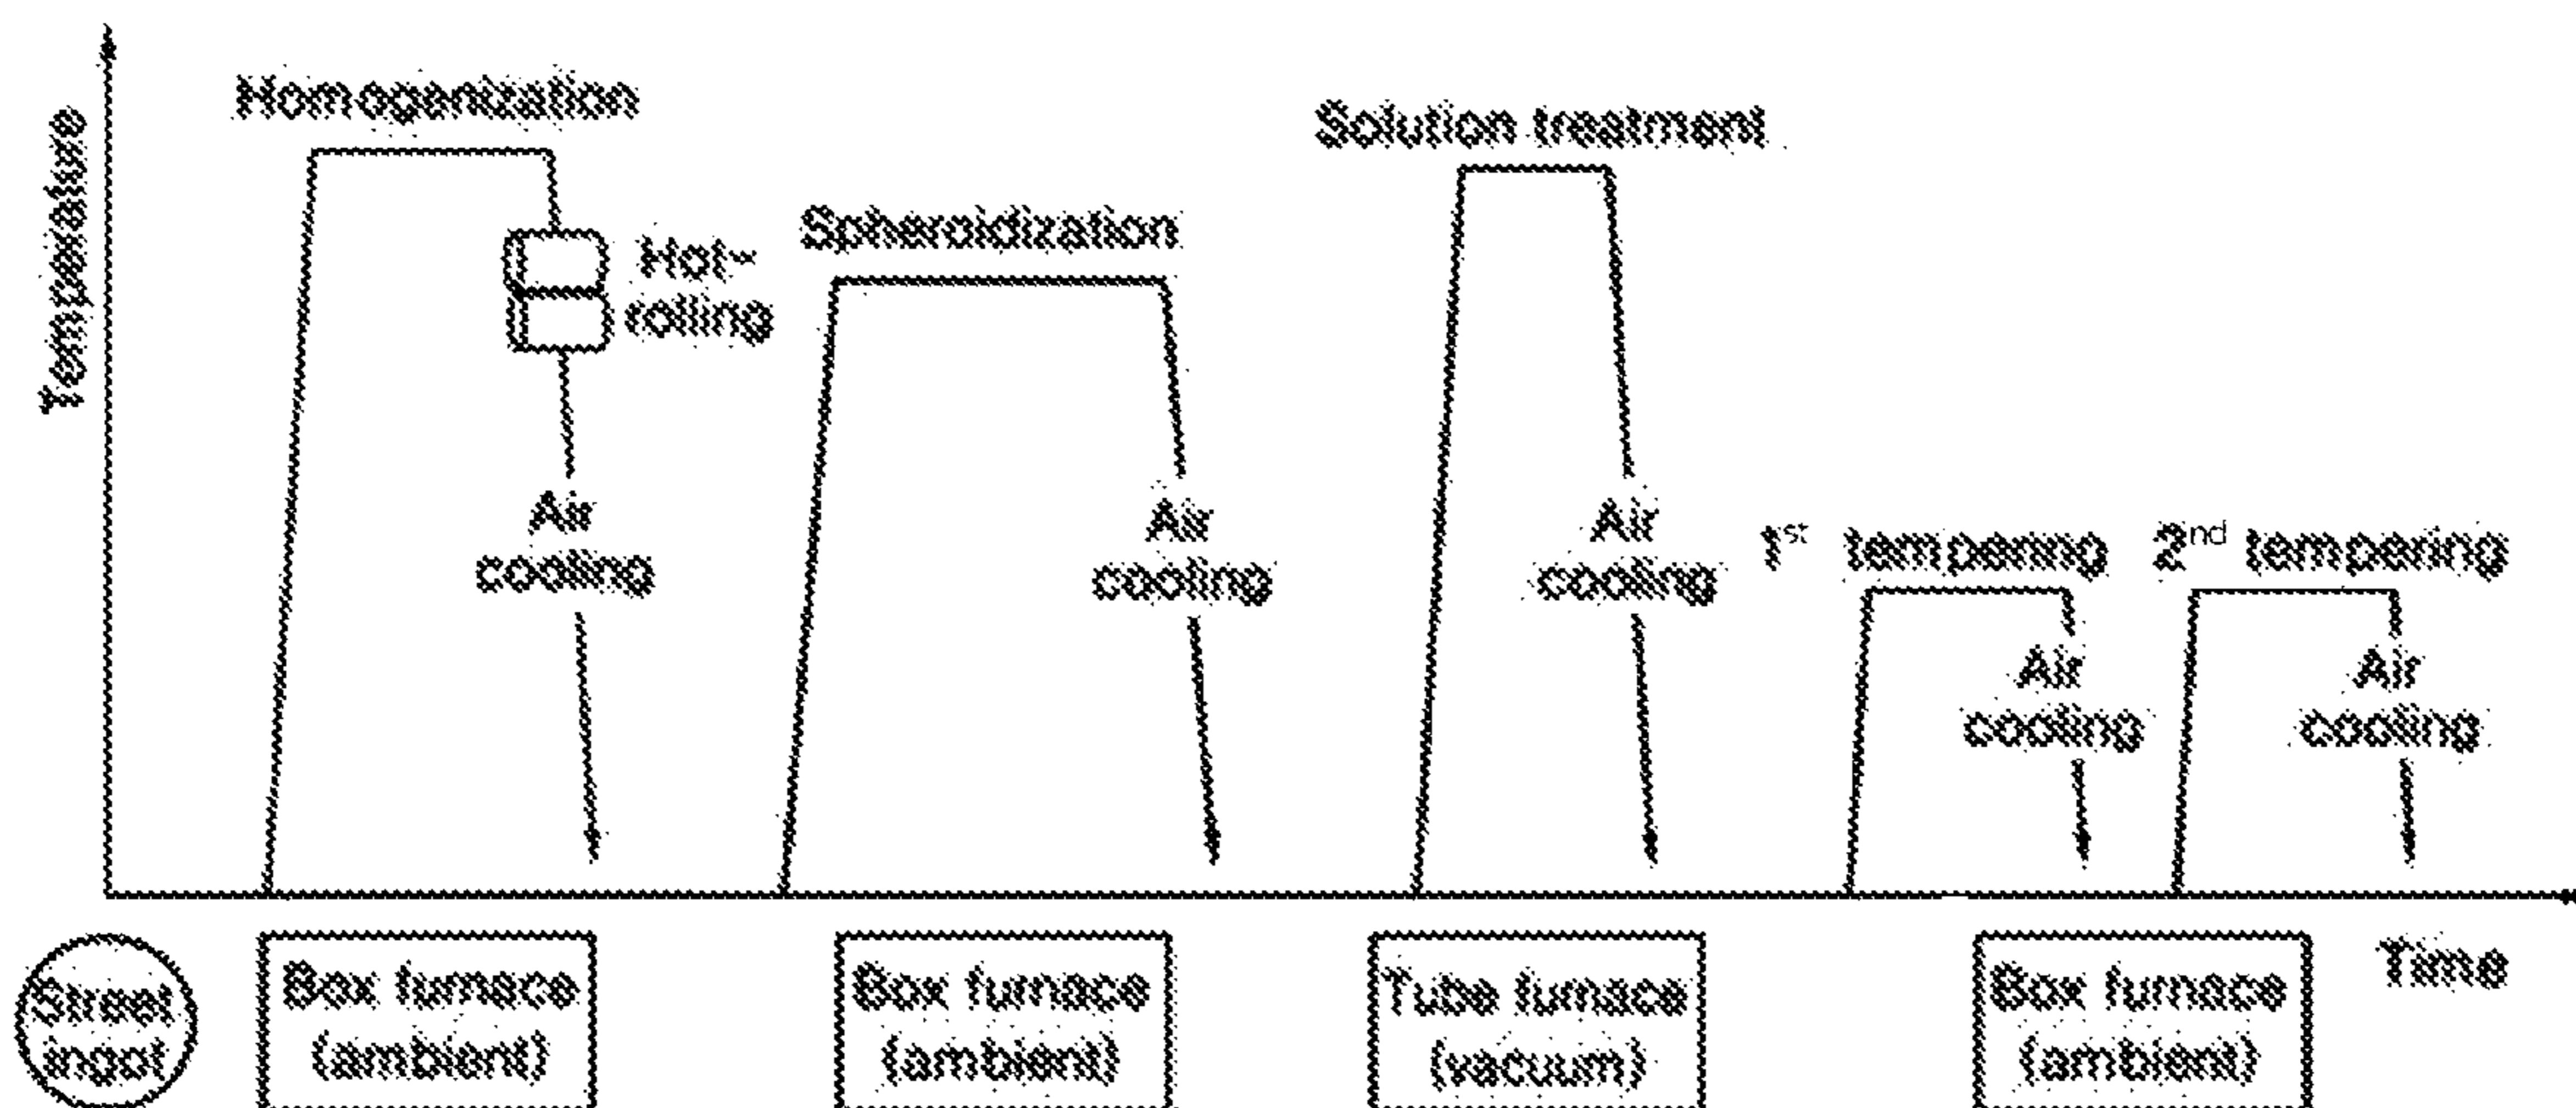 Temperature
Homogenization
Hot-
rolling
Air
cooling
Spheroidization
Air
cooling
Solution treatment
Air
cooling
1st tempering
Air
cooling
2nd tempering
Air
cooling
Time
Street
ingot
Box furnace
(ambient)
Box furnace
(ambient)
Tube furnace
(vacuum)
Box furnace
(ambient)